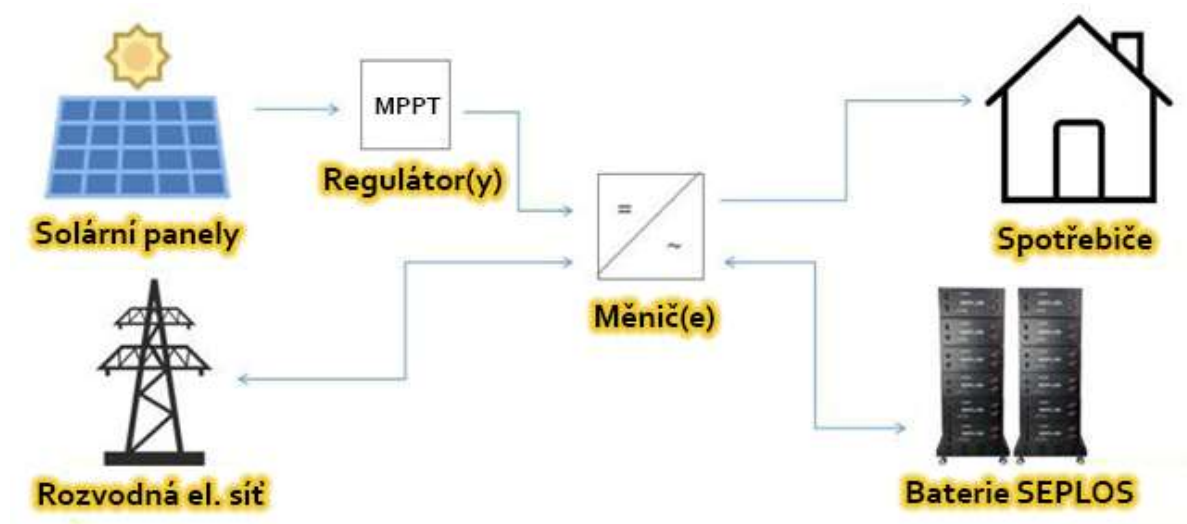 MPPT
Regulátor(y)
Solární panely
=
~
Měnič(e)
Spotřebiče
Rozvodná el. síť
Baterie SEPLOS